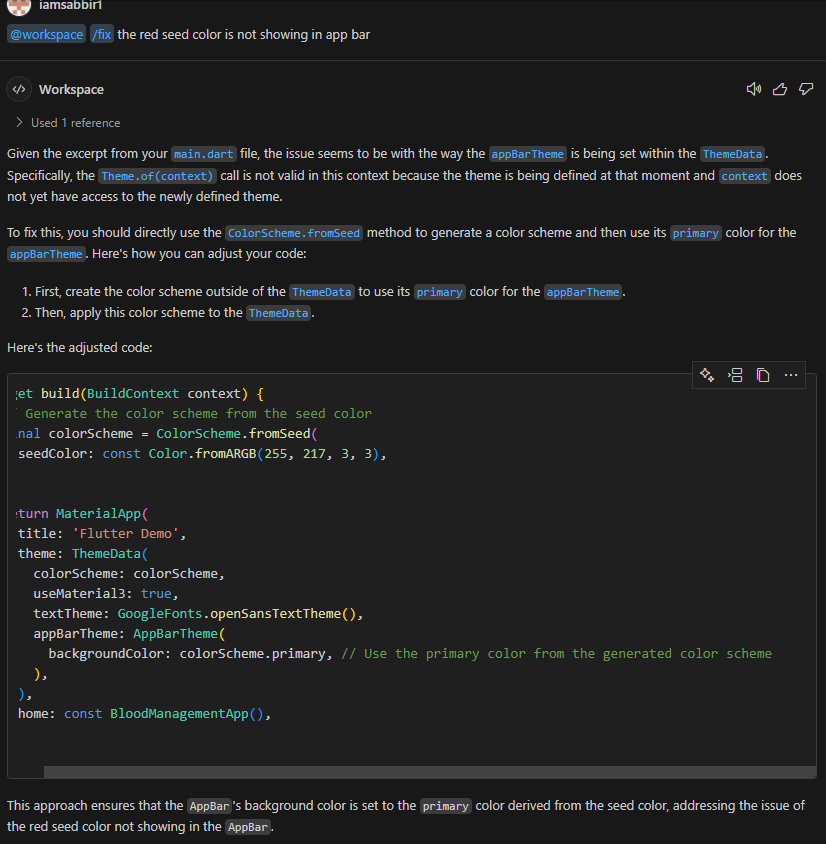 iamsabbir1
@workspace /fix the red seed color is not showing in app bar
Workspace
Used 1 reference
Given the excerpt from your main.dart file, the issue seems to be with the way the appBarTheme is being set within the ThemeData.
Specifically, the Theme.of(context) call is not valid in this context because the theme is being defined at that moment and context does
not yet have access to the newly defined theme.
To fix this, you should directly use the ColorScheme.fromSeed method to generate a color scheme and then use its primary color for the
appBarTheme. Here's how you can adjust your code:
1. First, create the color scheme outside of the ThemeData to use its primary color for the appBarTheme.
2. Then, apply this color scheme to the ThemeData.
Here's the adjusted code:
et build(BuildContext context) {
Generate the color scheme from the seed color
nal colorScheme = ColorScheme.fromSeed(
seedColor: const Color.fromARGB(255, 217, 3, 3),
turn MaterialApp(
title: 'Flutter Demo',
theme: ThemeData(
colorScheme: colorScheme,
useMaterial3: true,
textTheme: GoogleFonts.openSansTextTheme(),
appBarTheme: AppBarTheme(
backgroundColor: colorScheme.primary, // Use the primary color from the generated color scheme
),
),
home: const BloodManagementApp(),
This approach ensures that the AppBar's background color is set to the primary color derived from the seed color, addressing the issue of
the red seed color not showing in the AppBar.